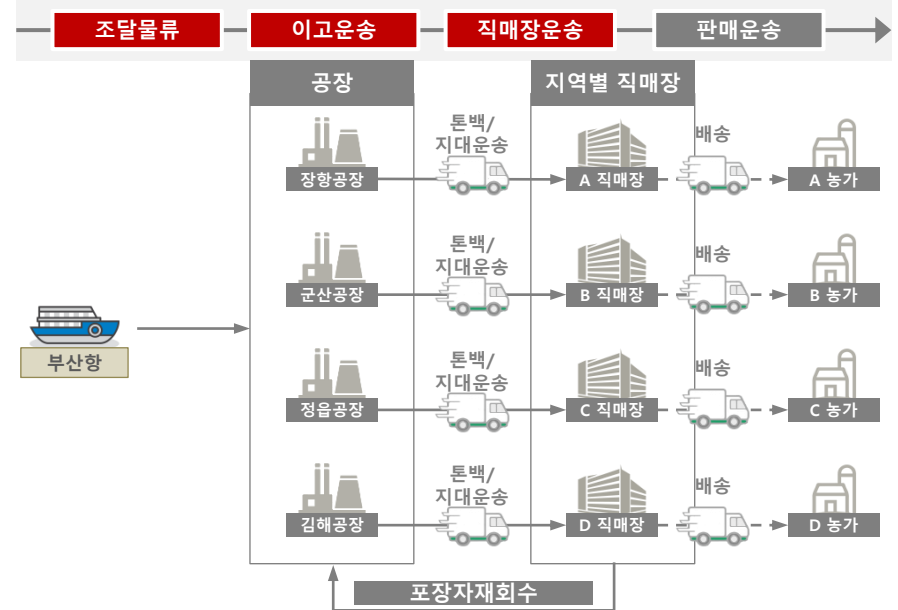 조달물류
이고운송
직매장운송
판매운송
공장
지역별 직매장
톤백/
지대운송
배송
장항공장
A 직매장
A 농가
톤백/
지대운송
배송
군산공장
B 직매장
B 농가
부산항
톤백/
지대운송
배송
정읍공장
C 직매장
C 농가
톤백/
지대운송
배송
김해공장
D 직매장
D 농가
포장자재회수